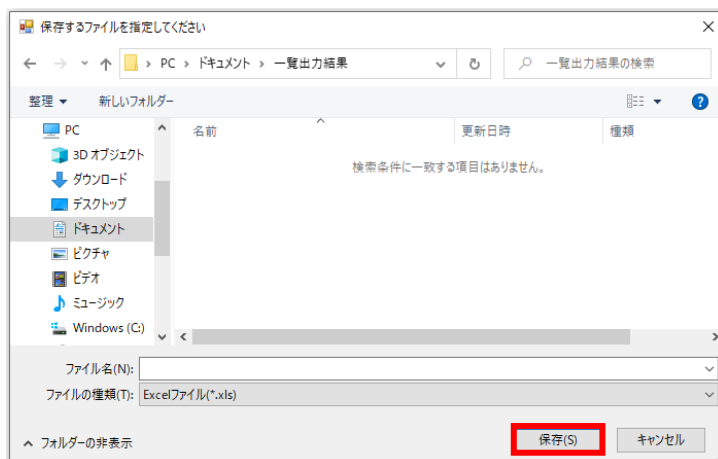 保存するファイルを指定してください
PC › ドキュメント › 一覧出力結果
一覧出力結果の検索
整理 新しいフォルダー
名前 更新日時 種類
検索条件に一致する項目はありません。
PC
3D オブジェクト
ダウンロード
デスクトップ
ドキュメント
ピクチャ
ビデオ
ミュージック
Windows (C:)
ファイル名(N):
ファイルの種類(T): Excelファイル(*.xls)
フォルダーの非表示
保存(S) キャンセル